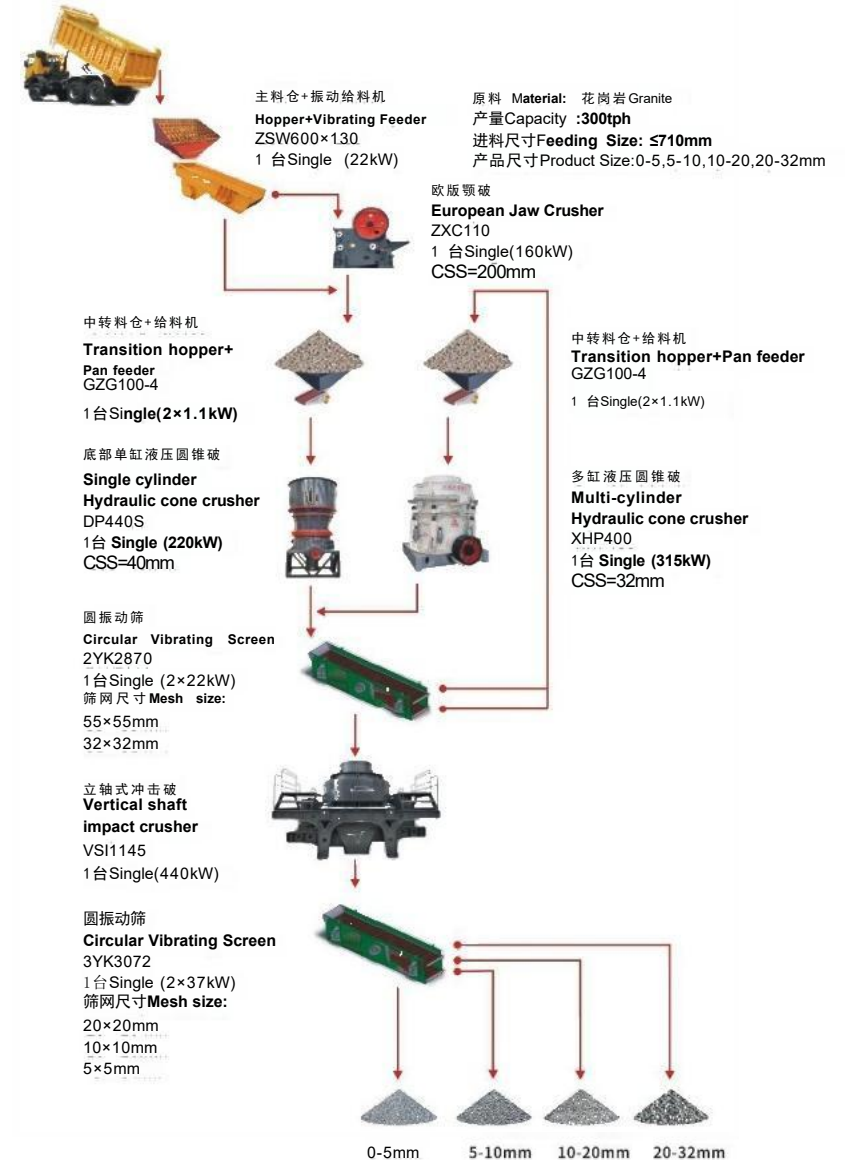 主料仓+振动给料机
Hopper+Vibrating Feeder
ZSW600×130
1 台Single (22kW)
原料 Material: 花岗岩Granite
产量Capacity :300tph
进料尺寸Feeding Size: ≤710mm
产品尺寸Product Size:0-5,5-10,10-20,20-32mm
欧版颚破
European Jaw Crusher
ZXC110
1 台Single(160kW)
CSS=200mm
中转料仓+给料机
Transition hopper+
Pan feeder
GZG100-4
1台Single(2×1.1kW)
中转料仓+给料机
Transition hopper+Pan feeder
GZG100-4
1 台Single(2×1.1kW)
底部单缸液压圆锥破
Single cylinder
Hydraulic cone crusher
DP440S
1台 Single (220kW)
CSS=40mm
多缸液压圆锥破
Multi-cylinder
Hydraulic cone crusher
XHP400
1台 Single (315kW)
CSS=32mm
圆振动筛
Circular Vibrating Screen
2YK2870
1台Single (2×22kW)
筛网尺寸Mesh size:
55×55mm
32×32mm
立轴式冲击破
Vertical shaft
impact crusher
VSI1145
1台Single(440kW)
圆振动筛
Circular Vibrating Screen
3YK3072
1台Single (2×37kW)
筛网尺寸Mesh size:
20×20mm
10×10mm
5×5mm
0-5mm 5-10mm 10-20mm 20-32mm